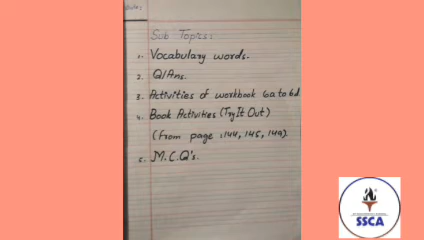 Date:
Sub Topics:
1. Vocabulary words.
2. Q/Ans.
3. Activities of workbook 6a to 6d
4. Book Activities (Try It Out)
(from page :144, 145, 149).
5. M.C.Q's.
SSCA